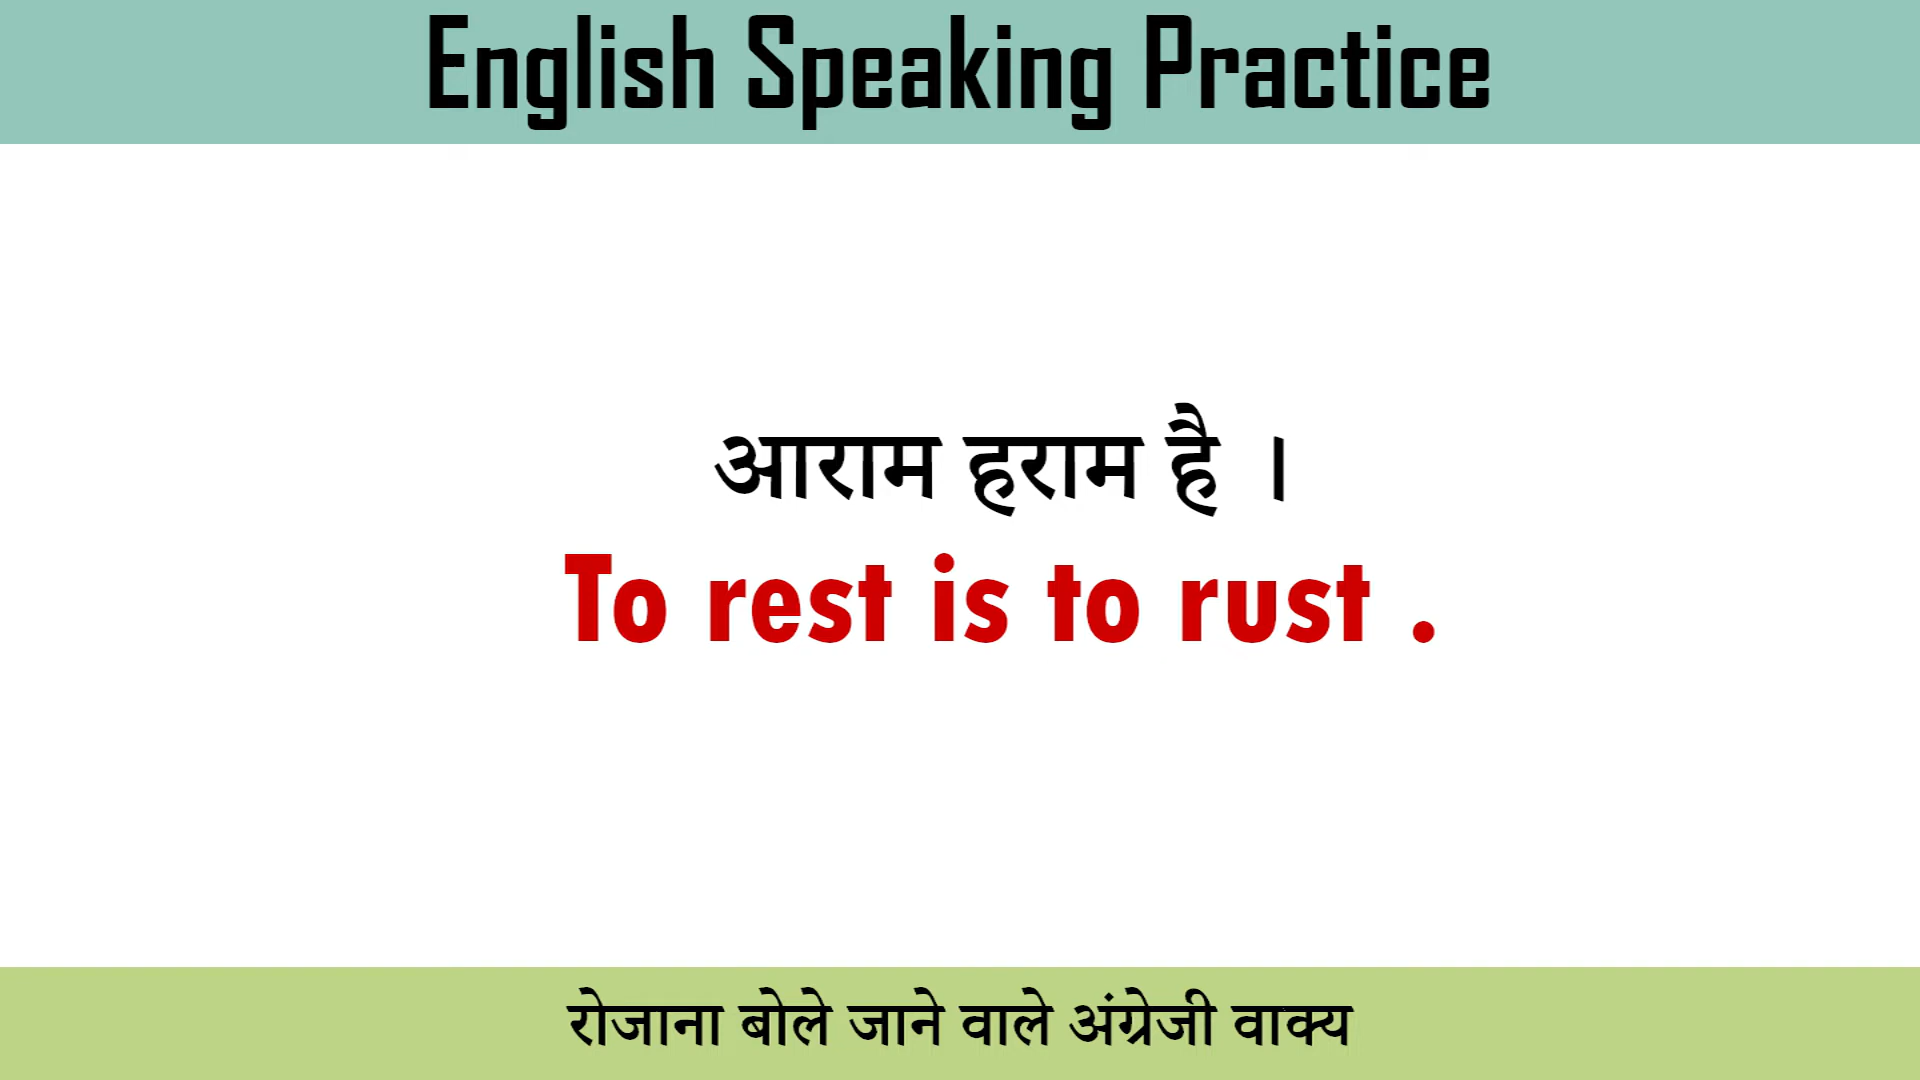 English Speaking Practice
आराम हराम है ।
To rest is to rust .
रोजाना बोले जाने वाले अंग्रेजी वाक्य